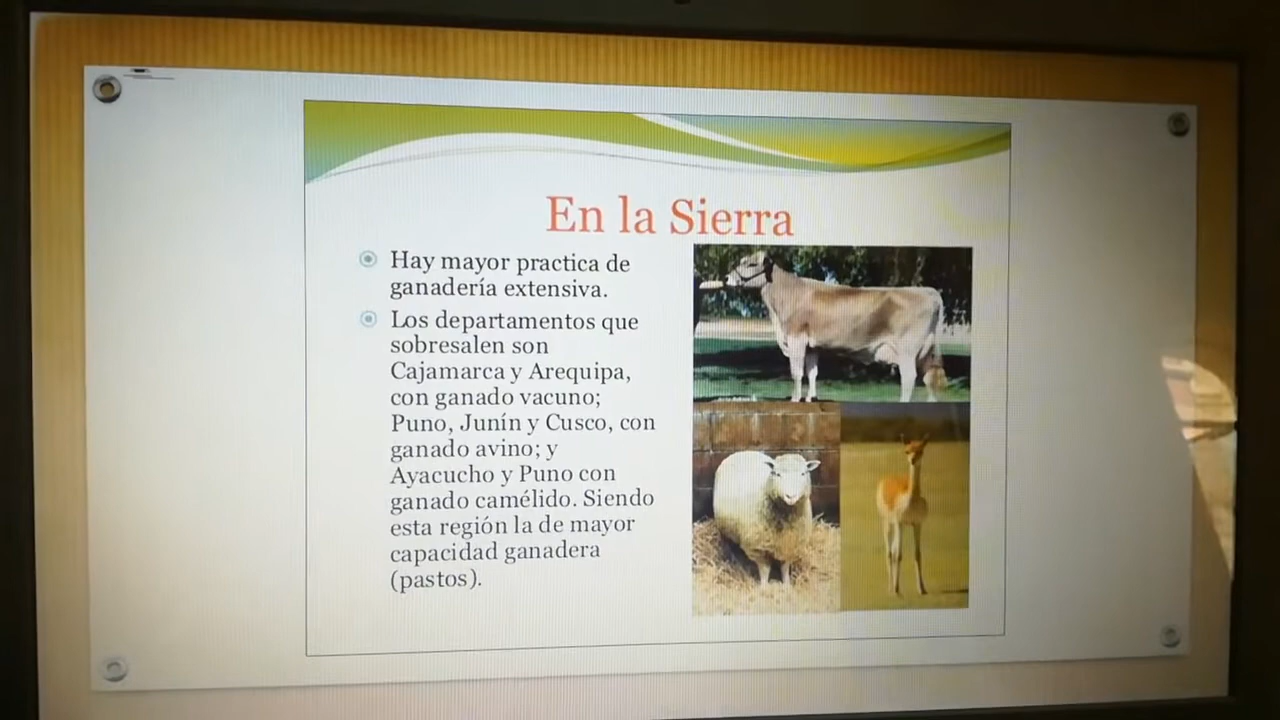 En la Sierra
Hay mayor practica de
ganadería extensiva.
Los departamentos que
sobresalen son
Cajamarca y Arequipa,
con ganado vacuno;
Puno, Junín y Cusco, con
ganado avino; y
Ayacucho y Puno con
ganado camélido. Siendo
esta región la de mayor
capacidad ganadera
(pastos).